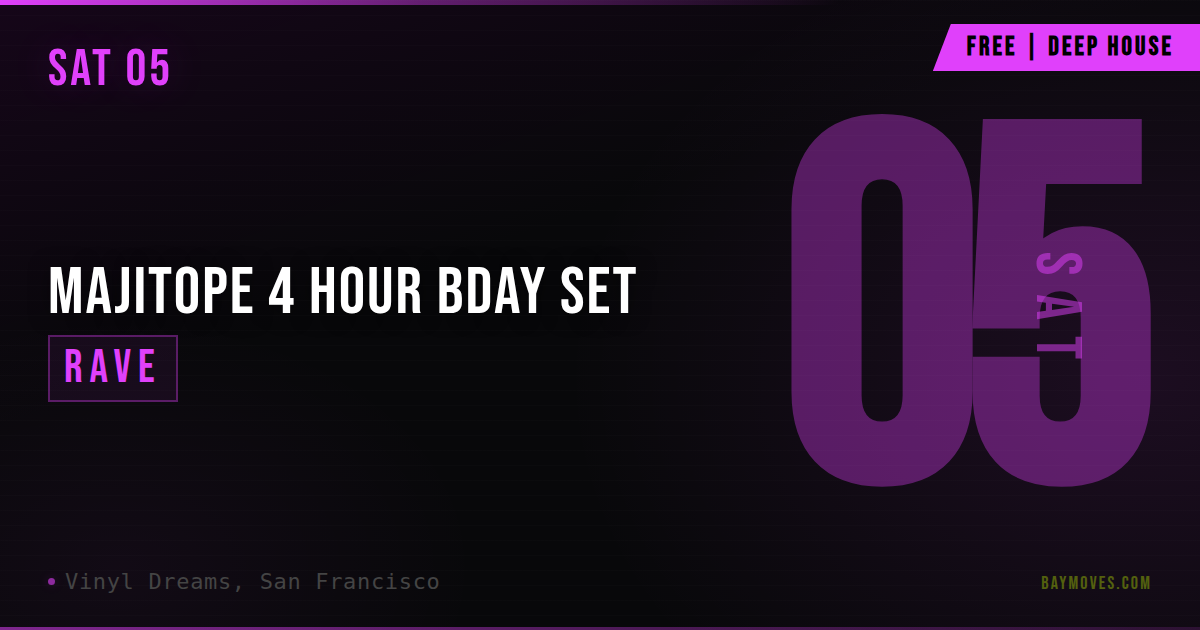 SAT 05
FREE | DEEP HOUSE
05
SAT
MAJITOPE 4 HOUR BDAY SET
RAVE
Vinyl Dreams, San Francisco
BAYMOVES.COM